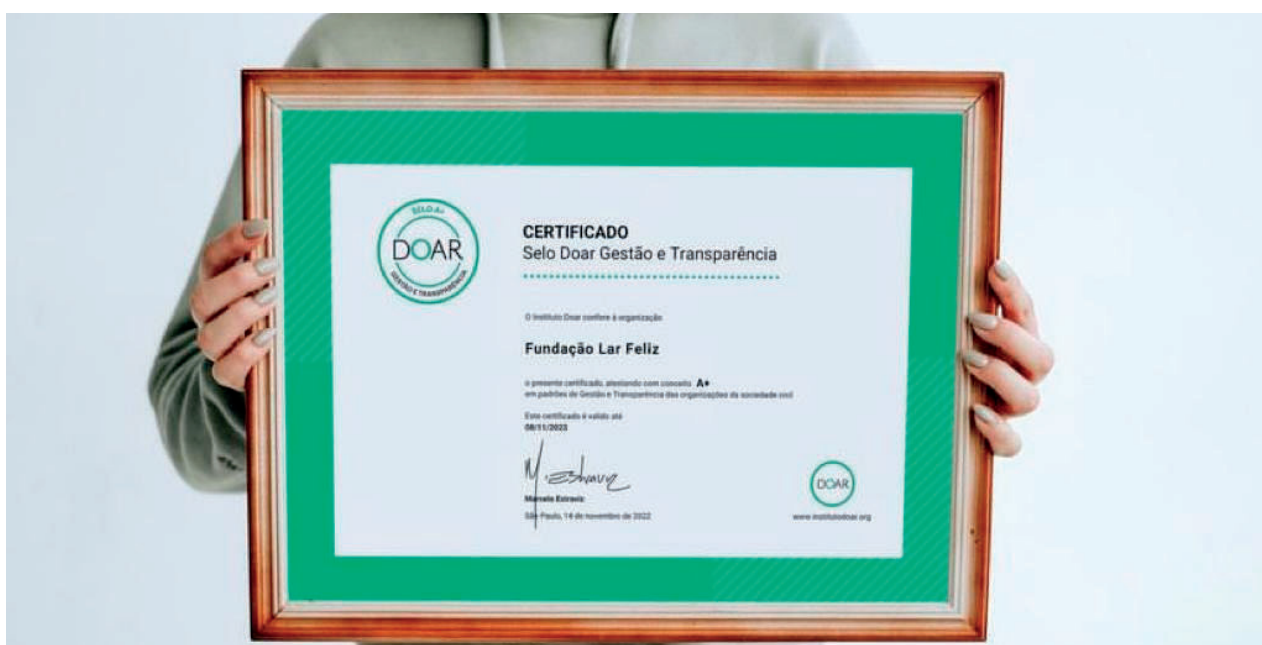 SELO A+
DOAR
GESTÃO E TRANSPARÊNCIA
CERTIFICADO
Selo Doar Gestão e Transparência
O Instituto Doar confere à organização
Fundação Lar Feliz
o presente certificado, atestando com conceito A+
em padrões de Gestão e Transparência das organizações da sociedade civil
Este certificado é válido até
08/11/2023
Marcelo Estraviz
São Paulo, 14 de novembro de 2022
DOAR
www.institutodoar.org